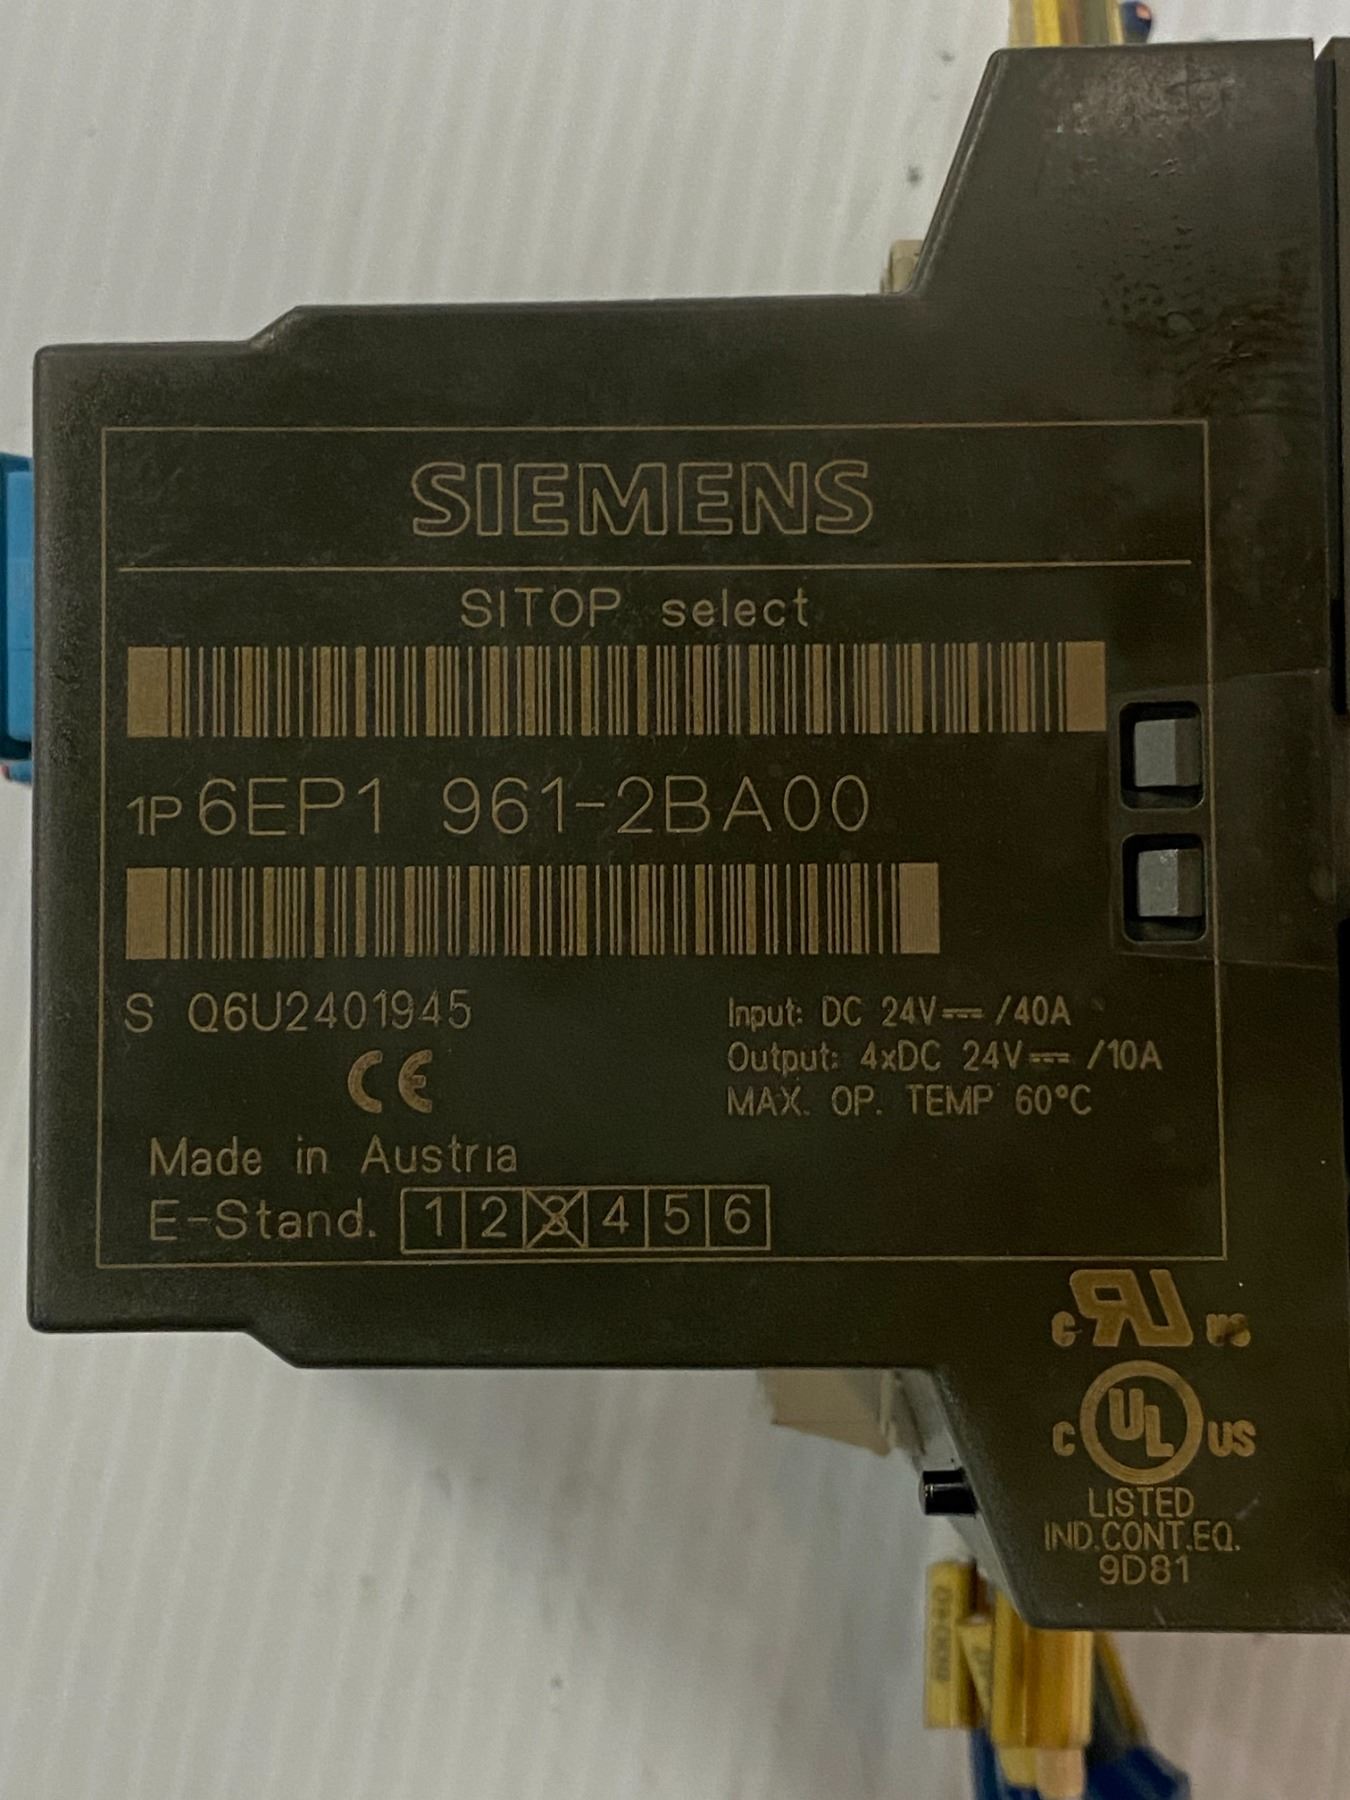 SIEMENS
SITOP select
1P 6EP1 961-2BA00
S Q6U2401945
Input: DC 24V⎓ /40A
Output: 4xDC 24V⎓ /10A
MAX. OP. TEMP 60°C
CE
Made in Austria
E-Stand. 1 2 3 4 5 6
C UR US
C UL US
LISTED
IND.CONT.EQ.
9D81